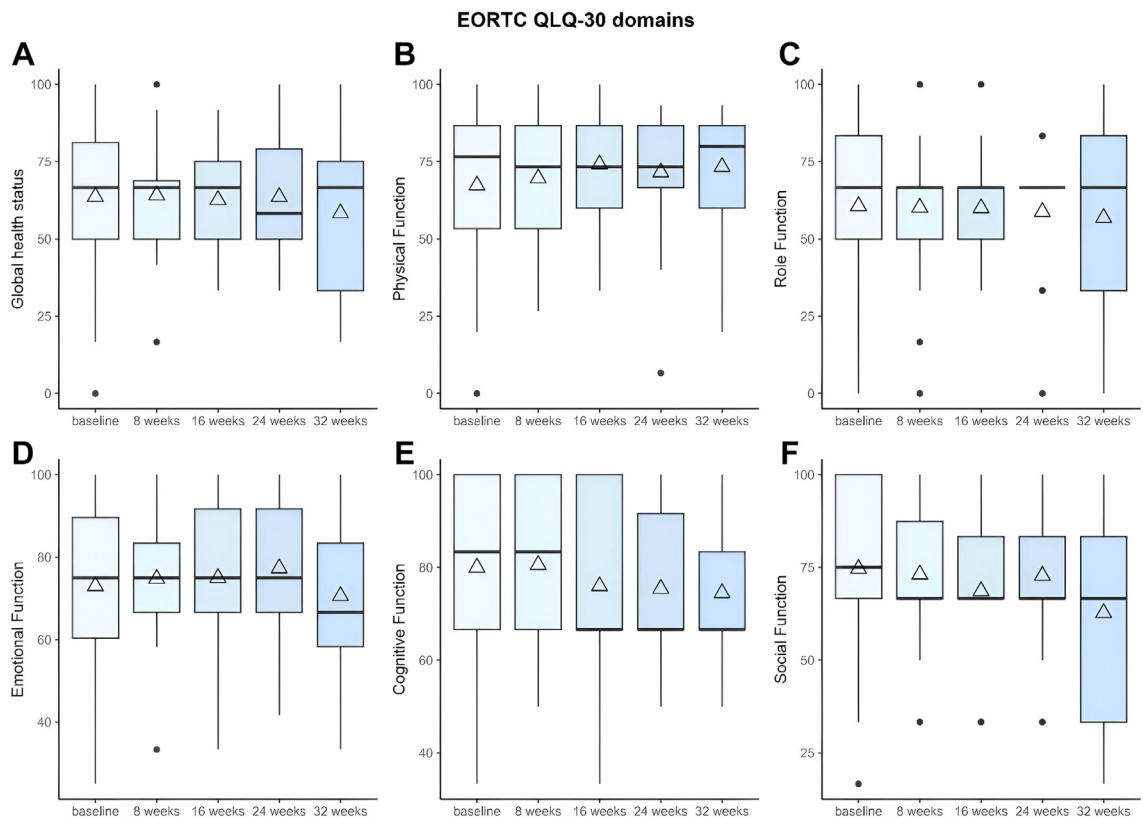 EORTC QLQ-30 domains
A
B
C
Global health status
100
75
50
25
0
baseline 8 weeks 16 weeks 24 weeks 32 weeks
Physical Function
100
75
50
25
0
baseline 8 weeks 16 weeks 24 weeks 32 weeks
Role Function
100
75
50
25
0
baseline 8 weeks 16 weeks 24 weeks 32 weeks
D
E
F
Emotional Function
100
80
60
40
baseline 8 weeks 16 weeks 24 weeks 32 weeks
Cognitive Function
100
80
60
40
baseline 8 weeks 16 weeks 24 weeks 32 weeks
Social Function
100
75
50
25
baseline 8 weeks 16 weeks 24 weeks 32 weeks